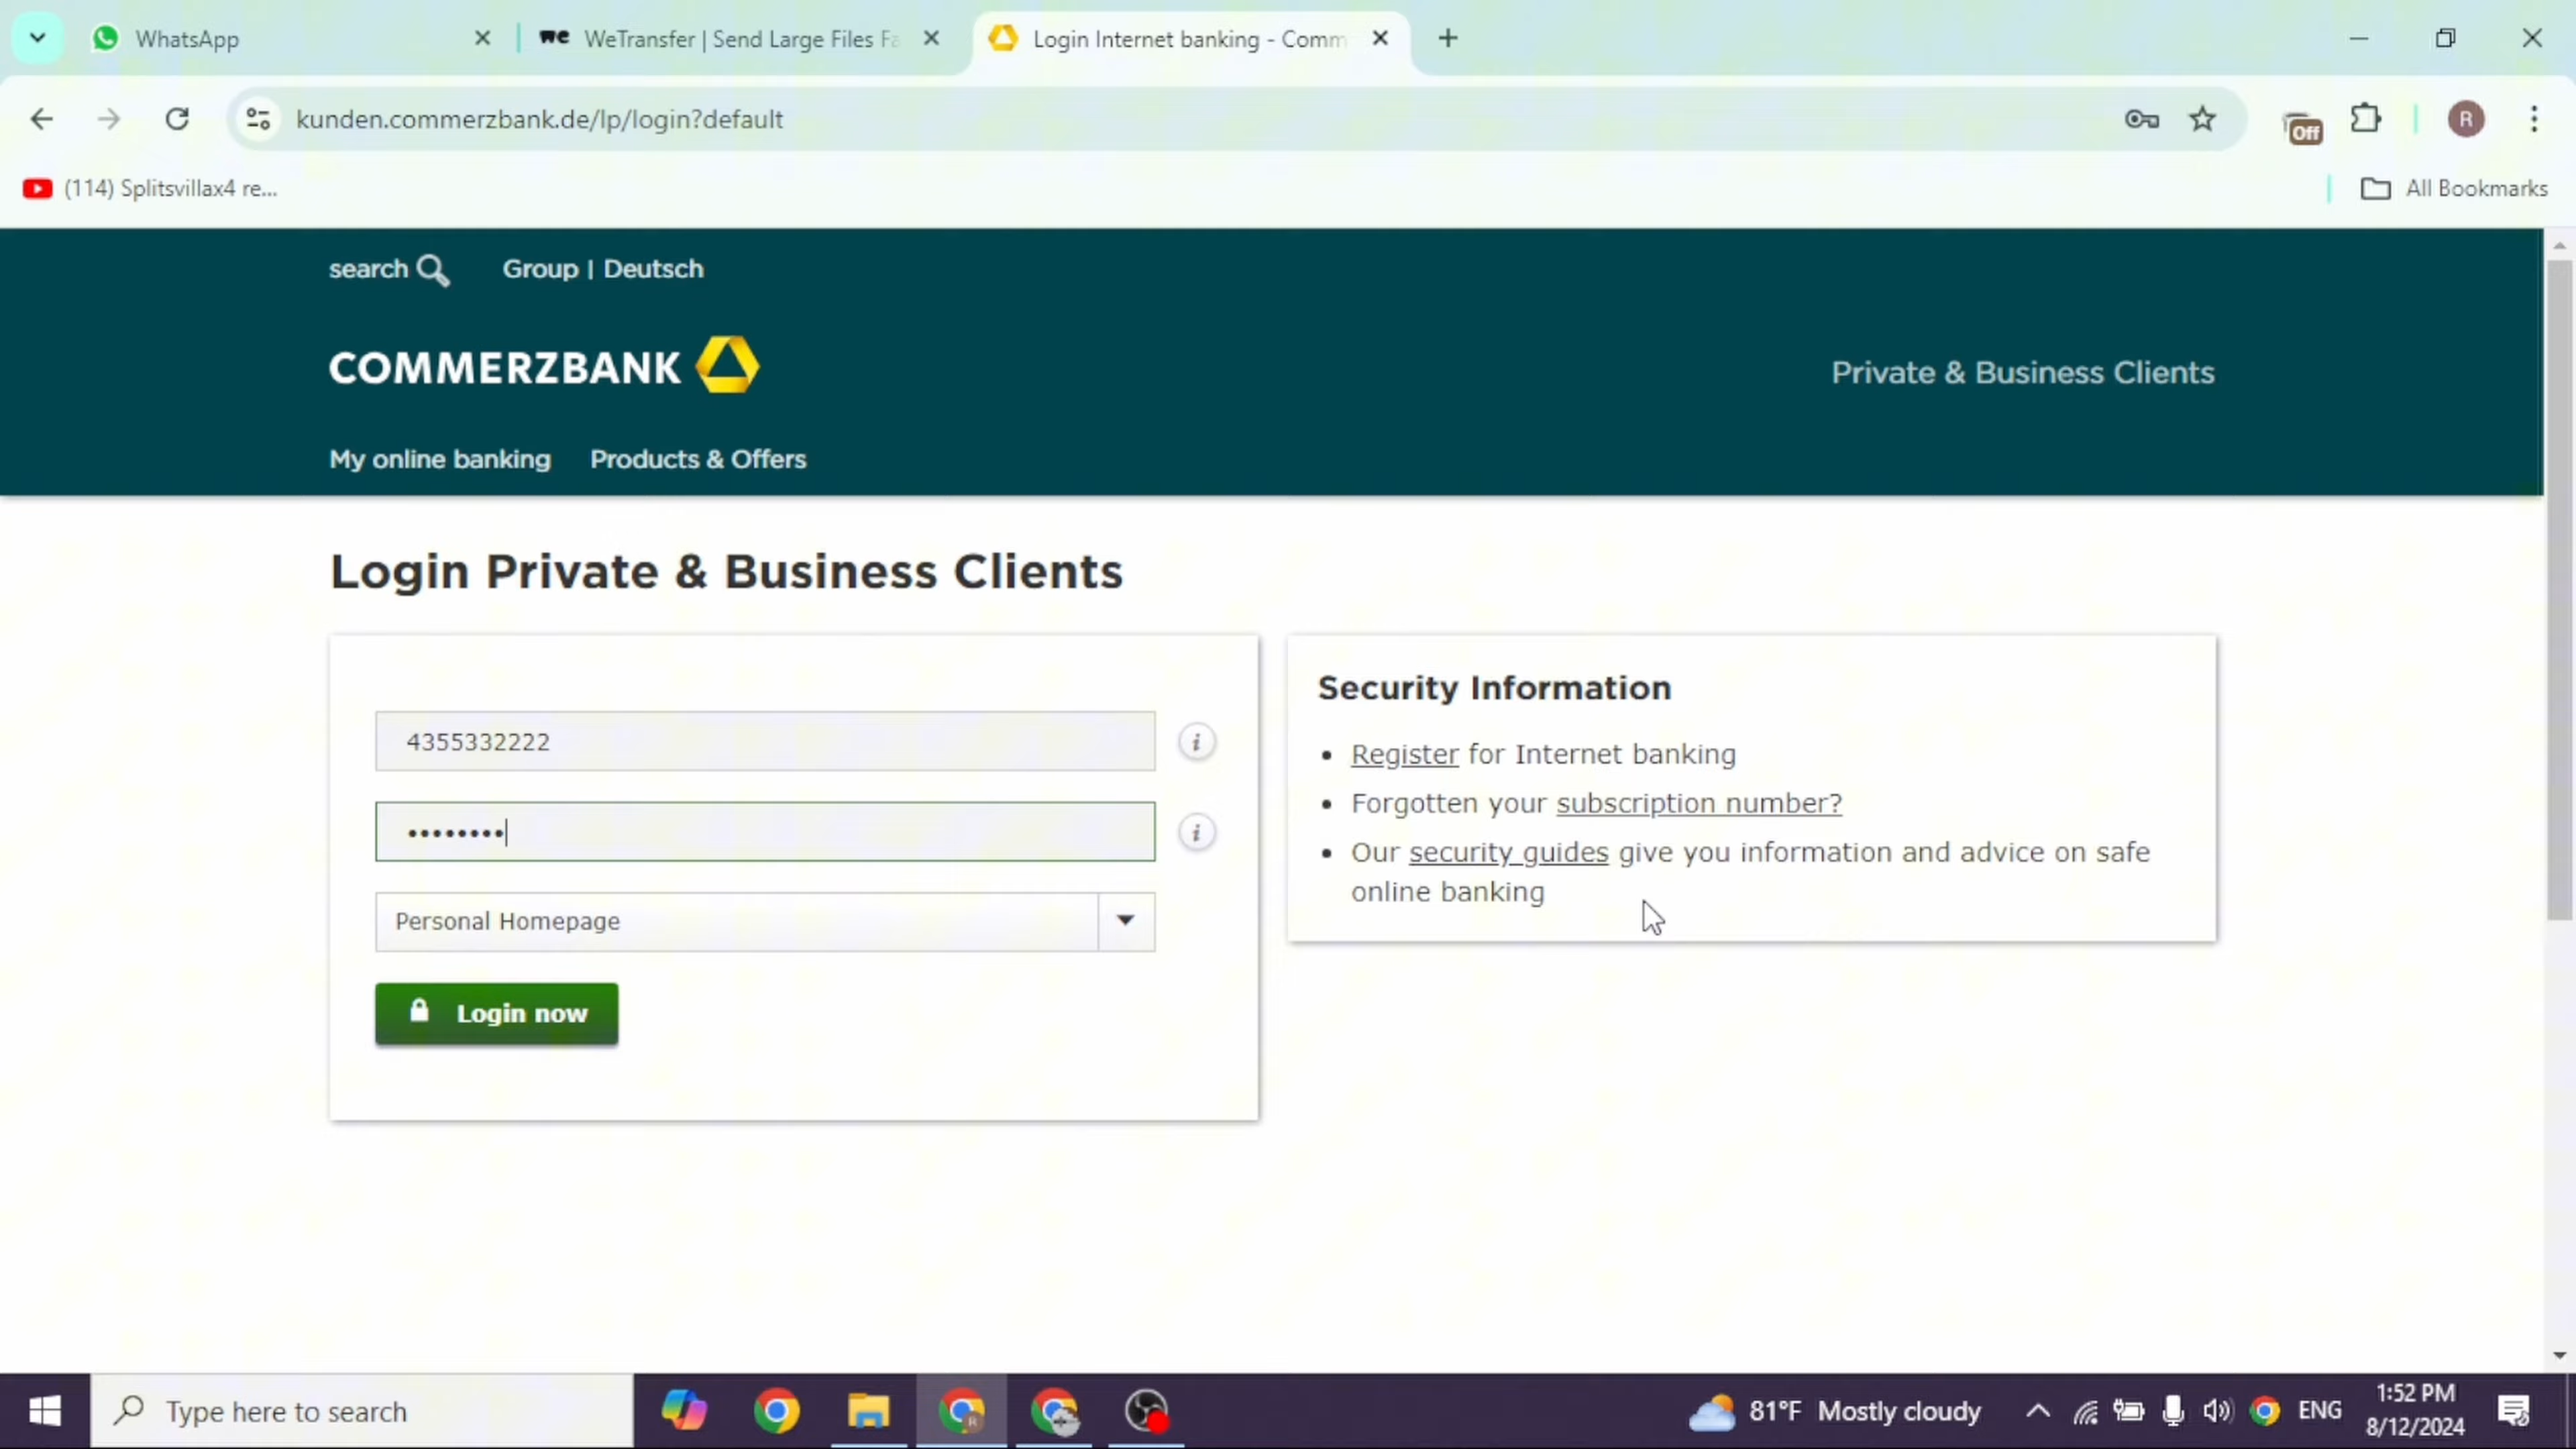 WhatsApp
WeTransfer | Send Large Files Fa
Login Internet banking - Comm
kunden.commerzbank.de/lp/login?default
Off
R
(114) Splitsvillax4 re...
All Bookmarks
search
Group | Deutsch
COMMERZBANK
Private & Business Clients
My online banking
Products & Offers
Login Private & Business Clients
4355332222
••••••••
Personal Homepage
Login now
Security Information
• Register for Internet banking
• Forgotten your subscription number?
• Our security guides give you information and advice on safe
online banking
Type here to search
81°F Mostly cloudy
ENG
1:52 PM
8/12/2024